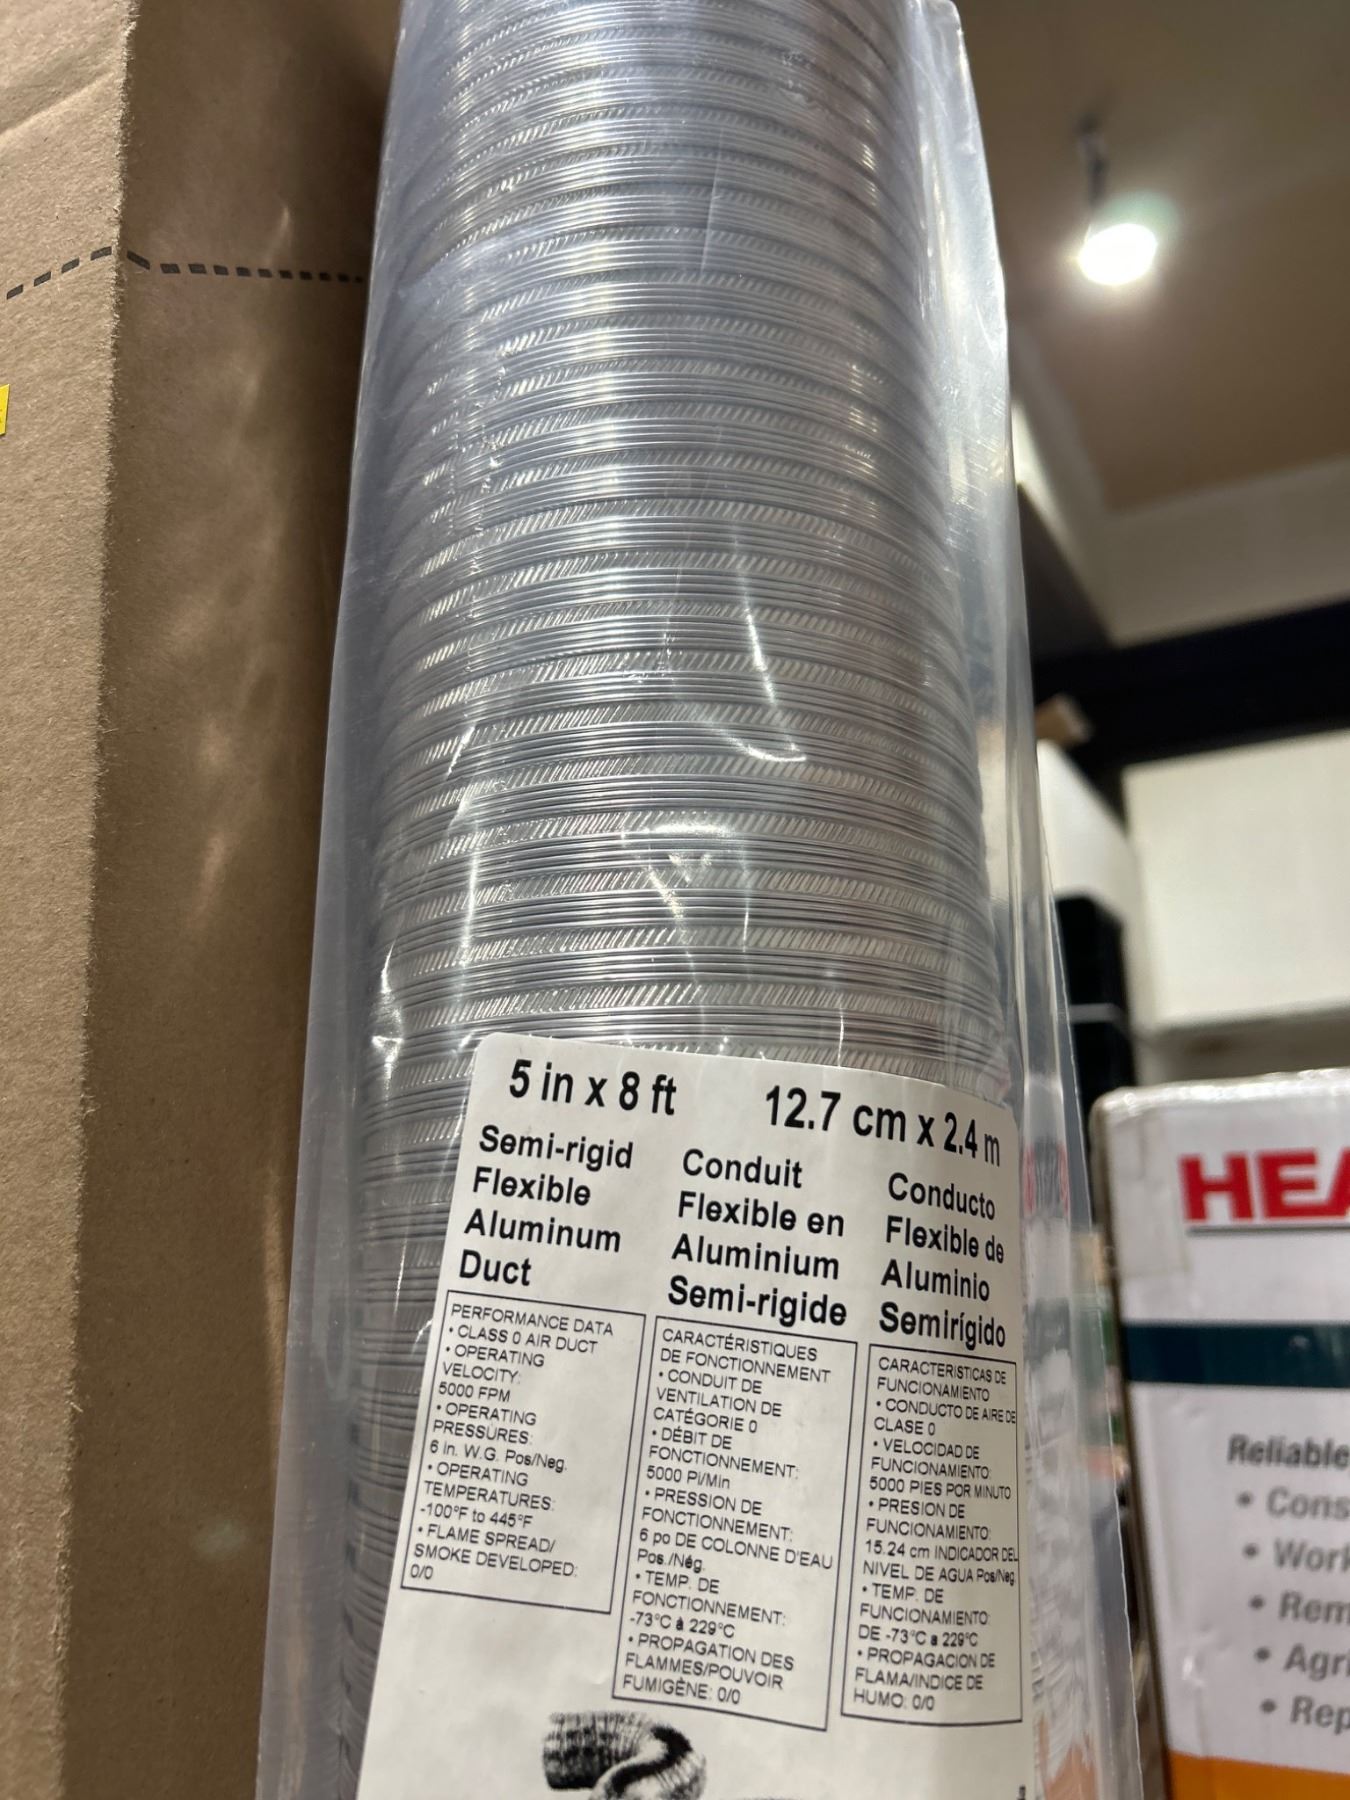 5 in x 8 ft
12.7 cm x 2.4 m
Semi-rigid
Flexible
Aluminum
Duct
PERFORMANCE DATA
• CLASS 0 AIR DUCT
• OPERATING
VELOCITY:
5000 FPM
• OPERATING
PRESSURES:
6 in. W.G. Pos/Neg.
• OPERATING
TEMPERATURES:
-100°F to 445°F
• FLAME SPREAD/
SMOKE DEVELOPED:
0/0
Conduit
Flexible en
Aluminium
Semi-rigide
CARACTÉRISTIQUES
DE FONCTIONNEMENT
• CONDUIT DE
VENTILATION DE
CATÉGORIE 0
• DÉBIT DE
FONCTIONNEMENT:
5000 Pi/Min
• PRESSION DE
FONCTIONNEMENT:
6 po DE COLONNE D'EAU
Pos./Nég.
• TEMP. DE
FONCTIONNEMENT:
-73°C à 229°C
• PROPAGATION DES
FLAMMES/POUVOIR
FUMIGÈNE: 0/0
Conducto
Flexible de
Aluminio
Semirígido
CARACTERISTICAS DE
FUNCIONAMIENTO
• CONDUCTO DE AIRE DE
CLASE 0
• VELOCIDAD DE
FUNCIONAMIENTO:
5000 PIES POR MINUTO
• PRESION DE
FUNCIONAMIENTO:
15.24 cm INDICADOR DEL
NIVEL DE AGUA Pos/Neg.
• TEMP. DE
FUNCIONAMIENTO:
DE -73°C a 229°C
• PROPAGACION DE
FLAMA/INDICE DE
HUMO: 0/0
HEA
Reliable
• Cons
• Work
• Rem
• Agri
• Rep